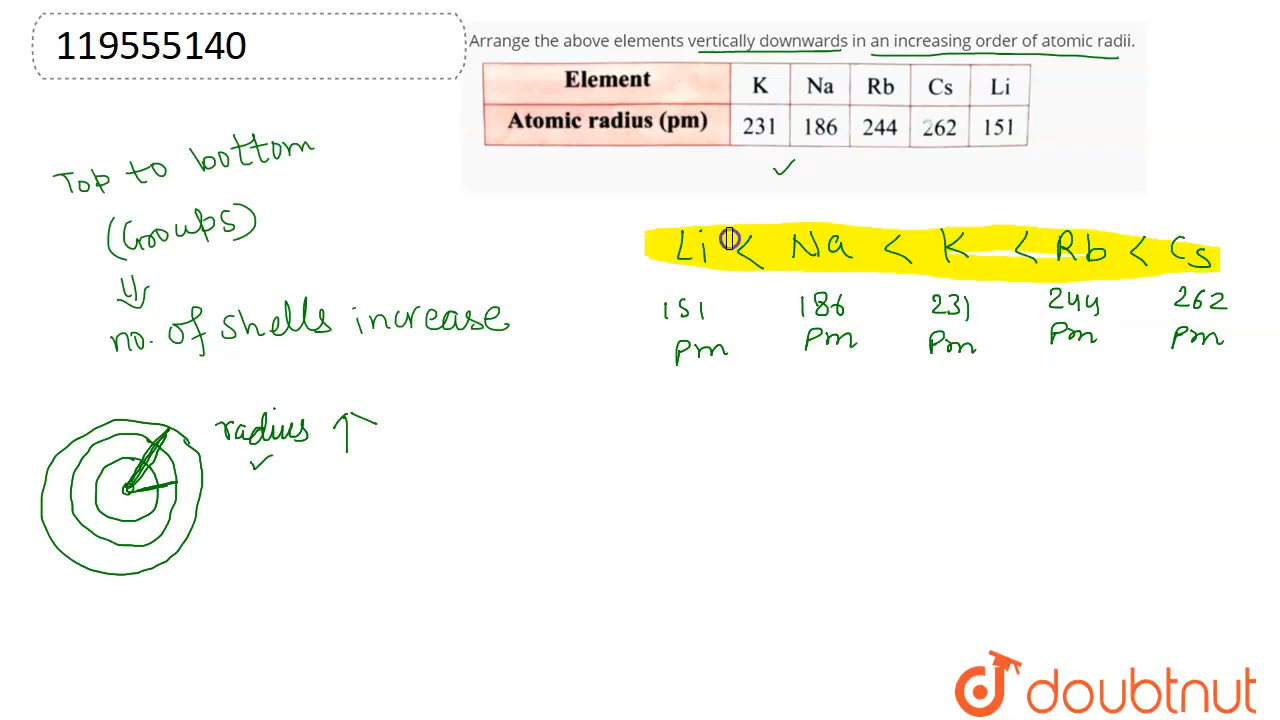 119555140
Arrange the above elements vertically downwards in an increasing order of atomic radii.
Element K Na Rb Cs Li
Atomic radius (pm) 231 186 244 262 151
Top to bottom
(Groups)
no. of shells increase
radius ↑
Li < Na < K < Rb < Cs
151 186 231 244 262
pm pm pm pm pm
doubtnut